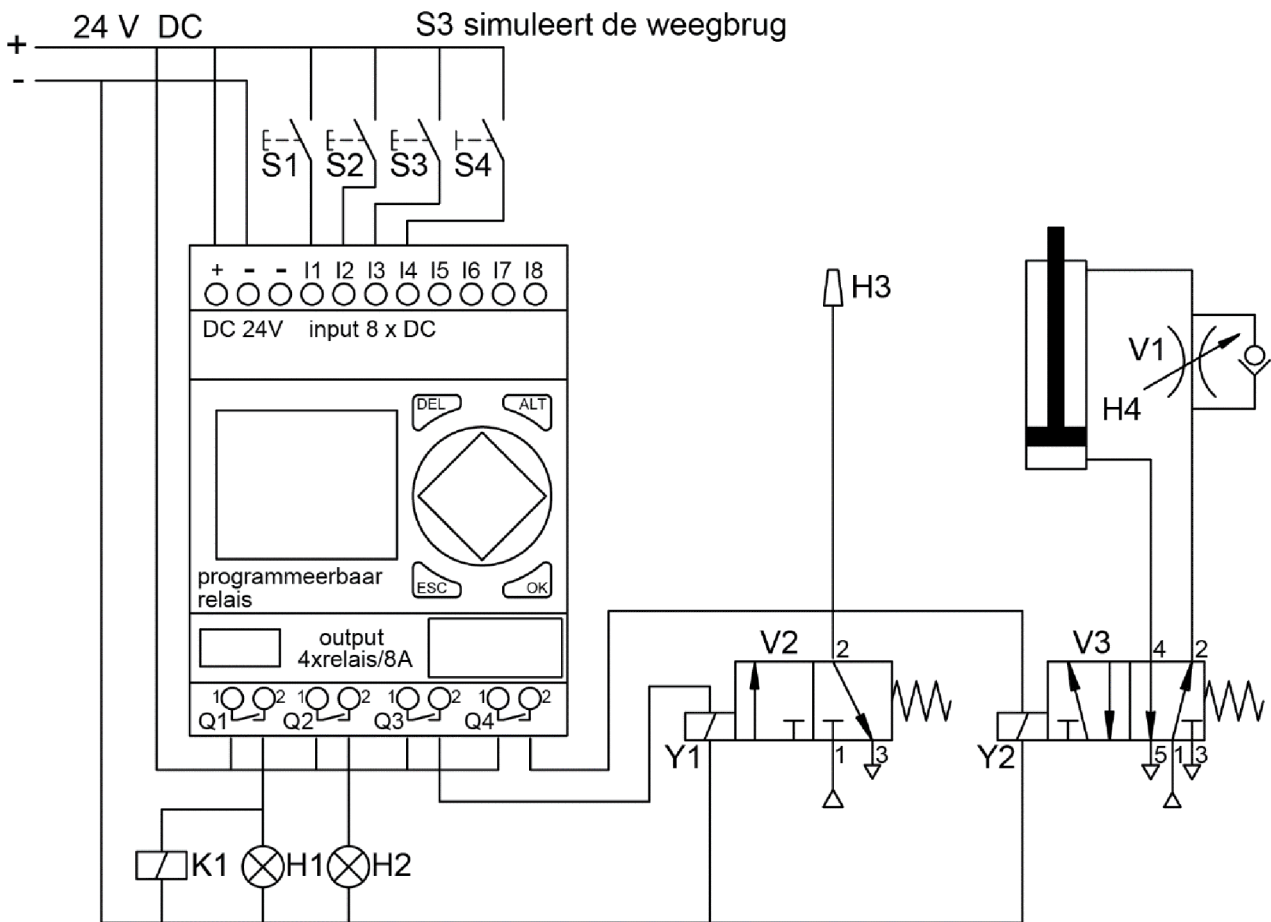 24 V DC
S3 simuleert de weegbrug
+
-
S1
S2
S3
S4
+ - - I1 I2 I3 I4 I5 I6 I7 I8
DC 24V input 8 x DC
H3
V1
H4
DEL
ALT
programmeerbaar
relais
ESC
OK
output
4xrelais/8A
V2
2
V3
4
2
1 2 1 2 1 2 1 2
Q1 Q2 Q3 Q4
Y1
1
3
Y2
5
1
3
K1
H1
H2